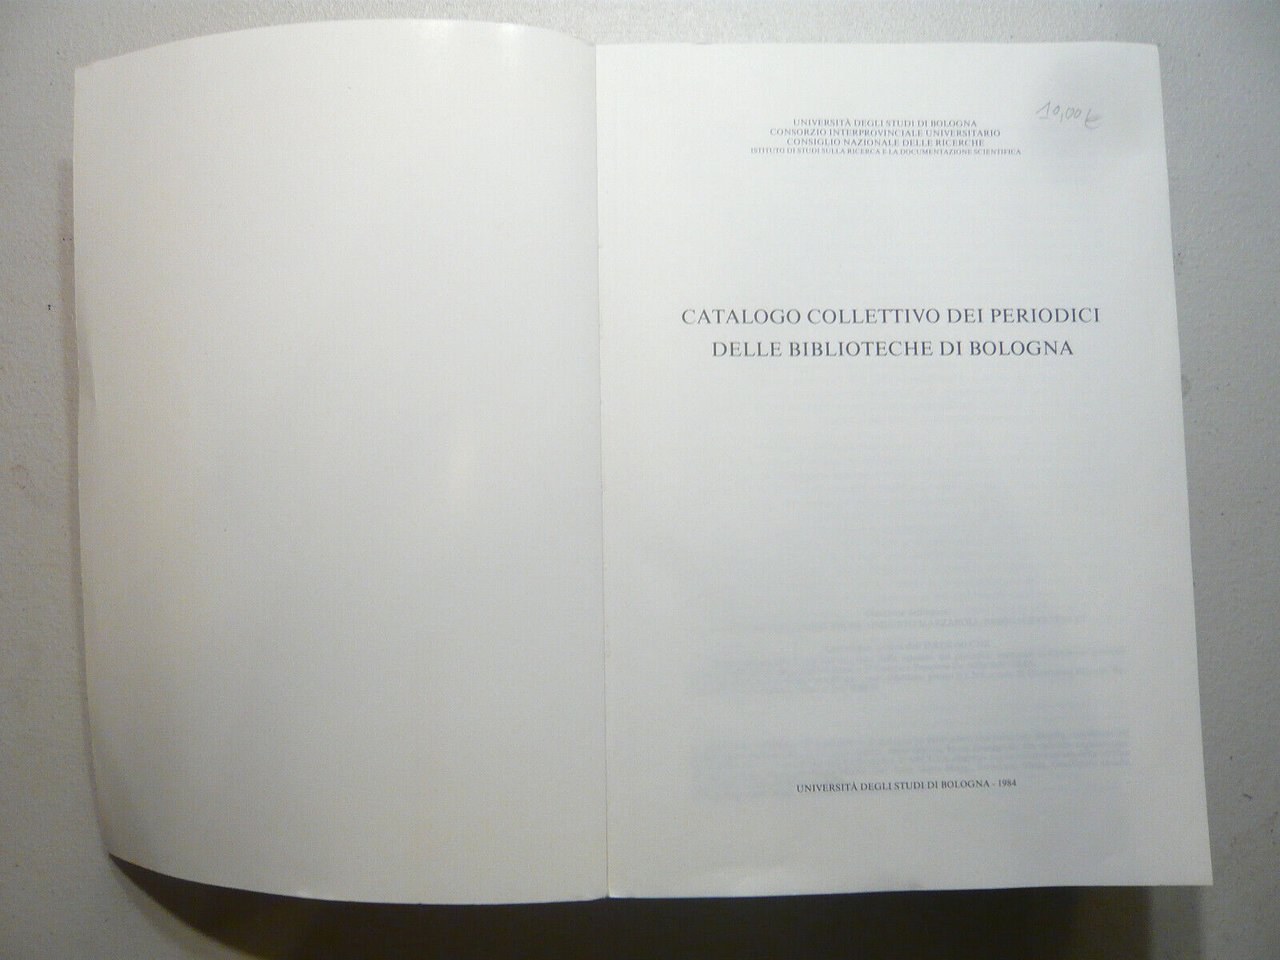 10,00 €
UNIVERSITÀ DEGLI STUDI DI BOLOGNA
CONSORZIO INTERPROVINCIALE UNIVERSITARIO
CONSIGLIO NAZIONALE DELLE RICERCHE
ISTITUTO DI STUDI SULLA RICERCA E LA DOCUMENTAZIONE SCIENTIFICA
CATALOGO COLLETTIVO DEI PERIODICI
DELLE BIBLIOTECHE DI BOLOGNA
UNIVERSITÀ DEGLI STUDI DI BOLOGNA - 1984